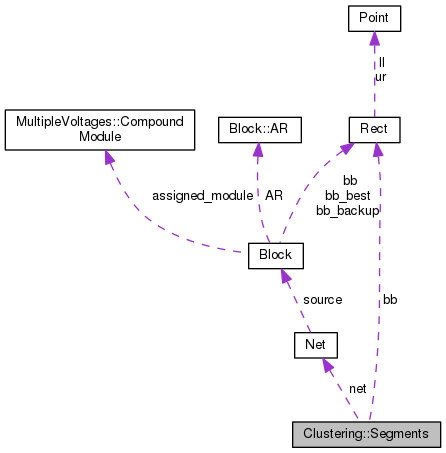 Point
ll
ur
MultipleVoltages::Compound
Module
Block::AR
Rect
assigned_module
AR
bb
bb_best
bb_backup
Block
source
bb
Net
net
Clustering::Segments